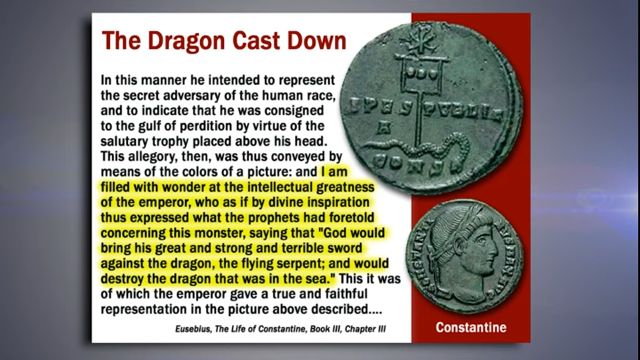 The Dragon Cast Down
In this manner he intended to represent
the secret adversary of the human race,
and to indicate that he was consigned
to the gulf of perdition by virtue of the
salutary trophy placed above his head.
This allegory, then, was thus conveyed by
means of the colors of a picture: and I am
filled with wonder at the intellectual greatness
of the emperor, who as if by divine inspiration
thus expressed what the prophets had foretold
concerning this monster, saying that "God would
bring his great and strong and terrible sword
against the dragon, the flying serpent; and would
destroy the dragon that was in the sea." This it was
of which the emperor gave a true and faithful
representation in the picture above described....
Eusebius, The Life of Constantine, Book III, Chapter III
SPES PUBLIC
A
CONS
Constantine